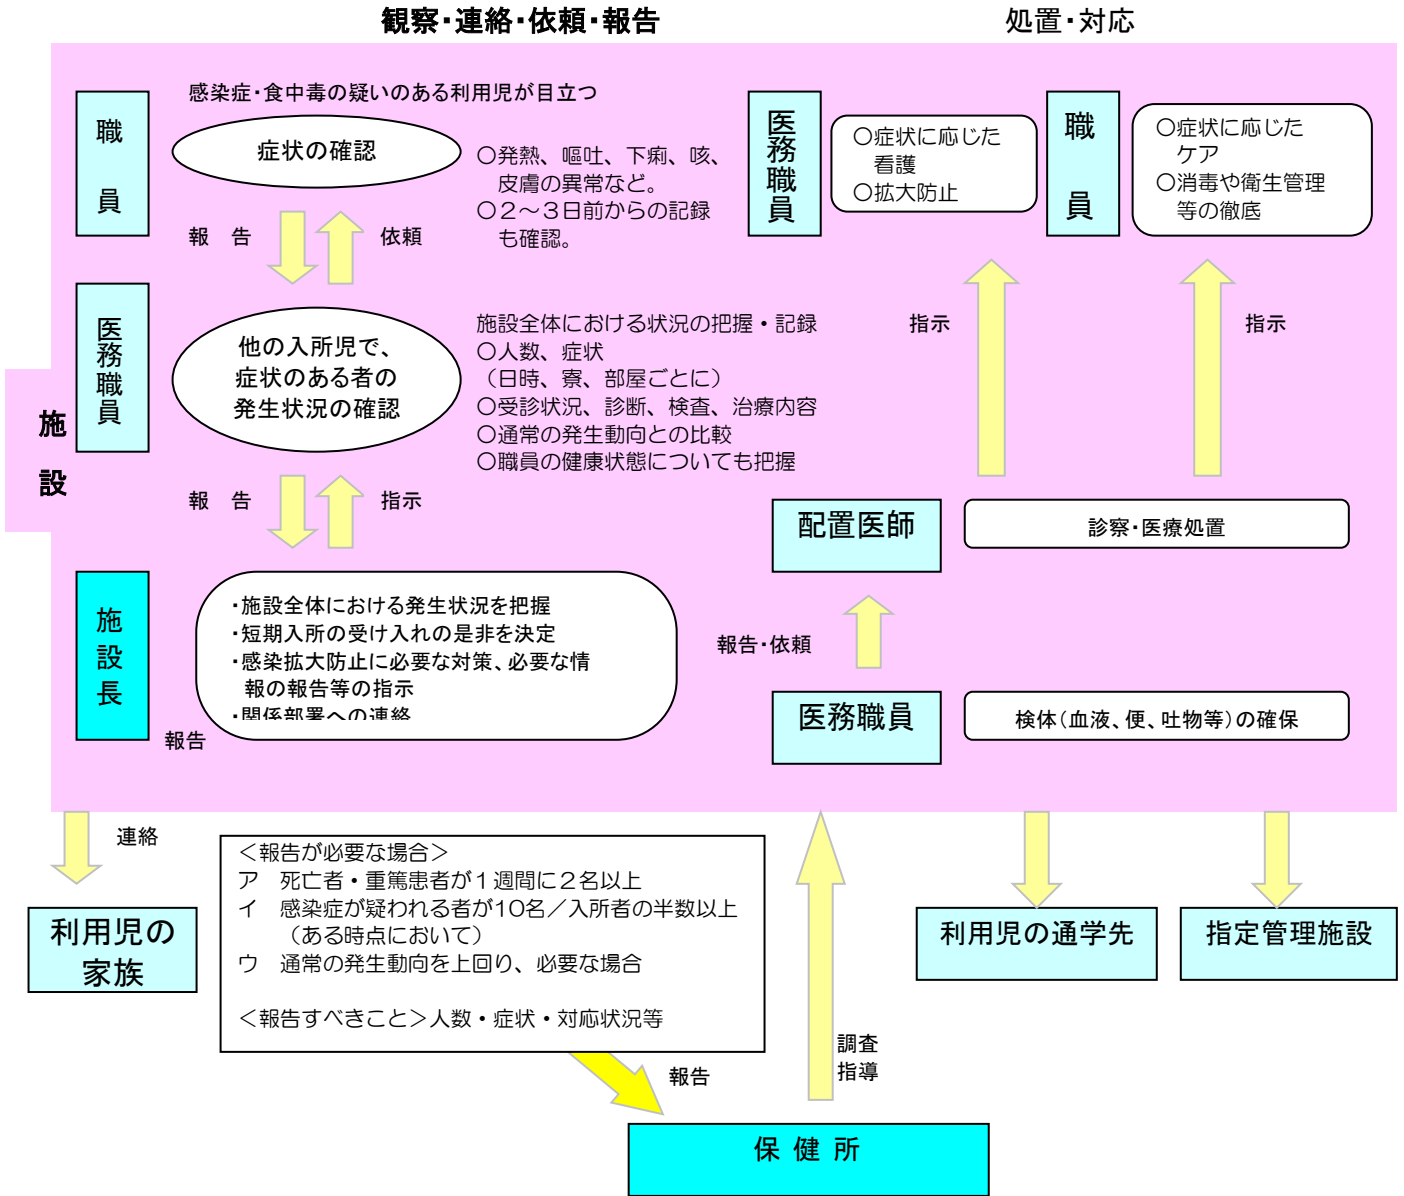 観察・連絡・依頼・報告
処置・対応
施
設
職
員
感染症・食中毒の疑いのある利用児が目立つ
症状の確認
○発熱、嘔吐、下痢、咳、
皮膚の異常など。
○２～３日前からの記録
も確認。
報　告
依頼
医務職員
他の入所児で、
症状のある者の
発生状況の確認
施設全体における状況の把握・記録
○人数、症状
（日時、寮、部屋ごとに）
○受診状況、診断、検査、治療内容
○通常の発生動向との比較
○職員の健康状態についても把握
報　告
指示
施設長
・施設全体における発生状況を把握
・短期入所の受け入れの是非を決定
・感染拡大防止に必要な対策、必要な情
報の報告等の指示
・関係部署への連絡
報告
医務職員
○症状に応じた
看護
○拡大防止
職
員
○症状に応じた
ケア
○消毒や衛生管理
等の徹底
指示
指示
配置医師
診察・医療処置
報告・依頼
医務職員
検体（血液、便、吐物等）の確保
連絡
利用児の
家族
＜報告が必要な場合＞
ア　死亡者・重篤患者が１週間に２名以上
イ　感染症が疑われる者が10名／入所者の半数以上
（ある時点において）
ウ　通常の発生動向を上回り、必要な場合
＜報告すべきこと＞人数・症状・対応状況等
報告
調査
指導
利用児の通学先
指定管理施設
保 健 所